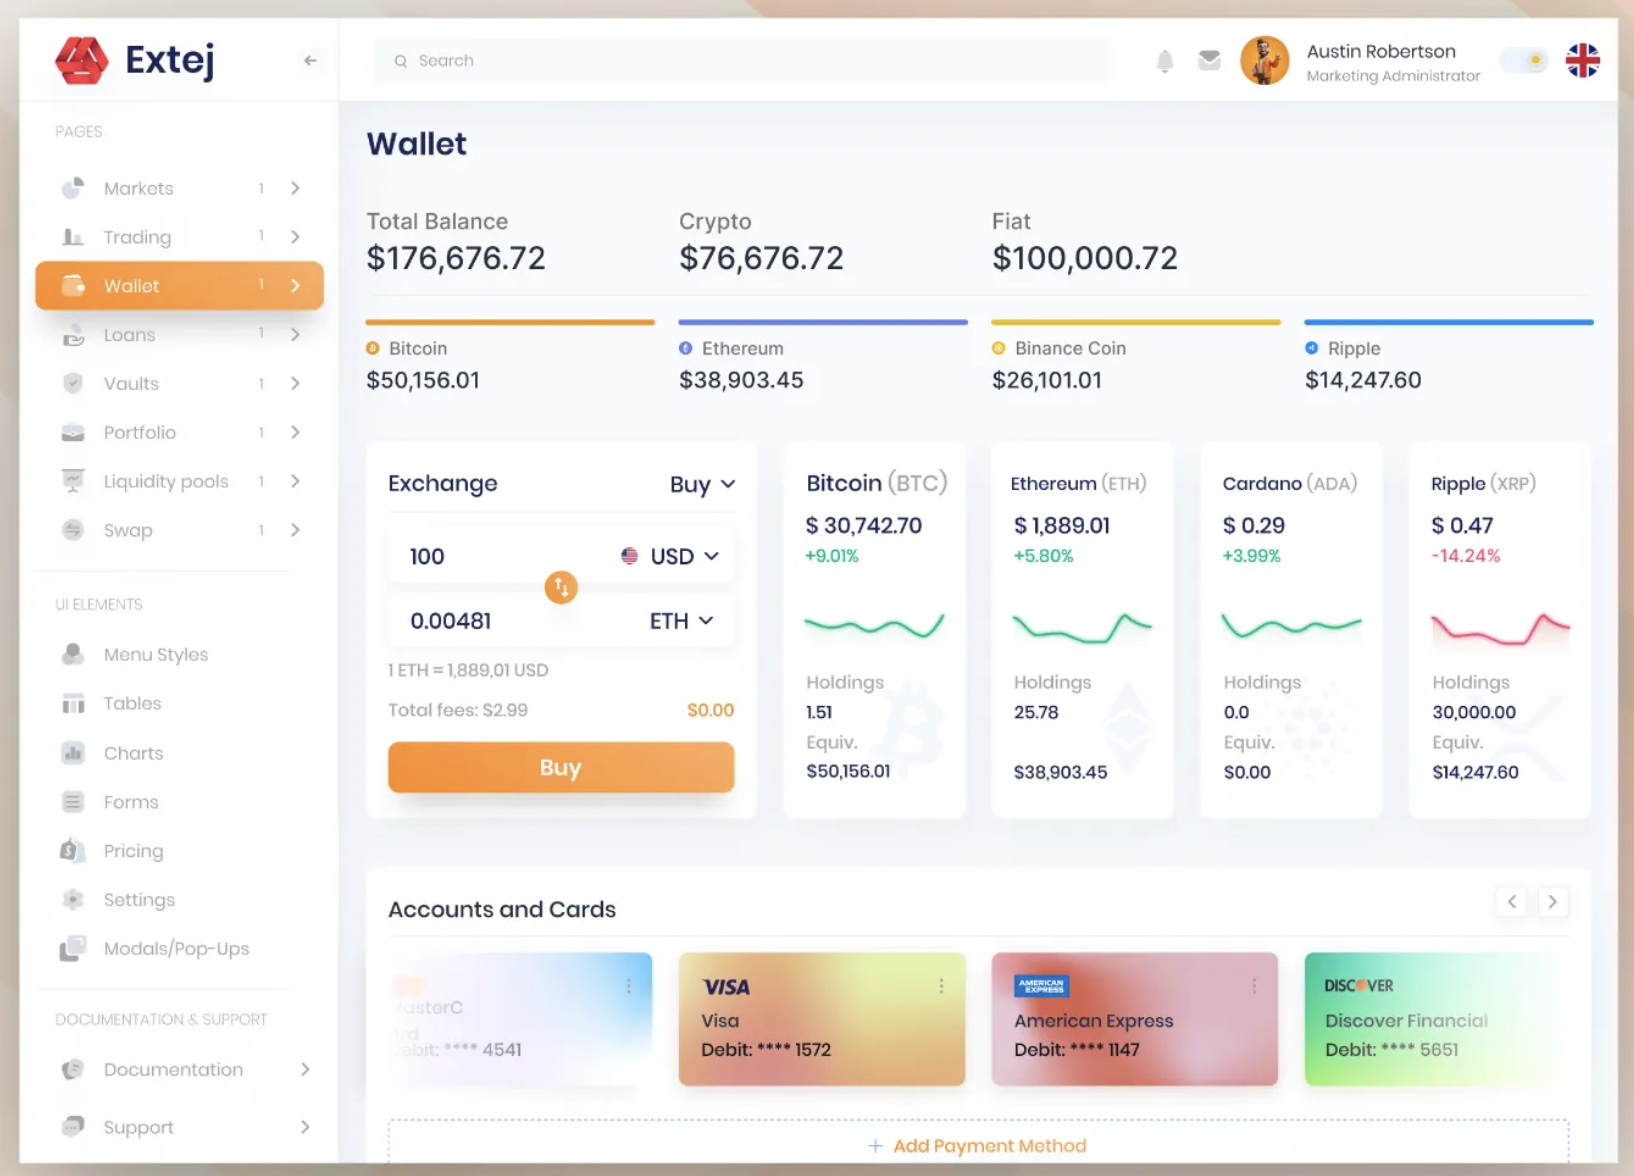 Extej
Search
Austin Robertson
Marketing Administrator
PAGES
Markets 1
Trading 1
Wallet 1
Loans 1
Vaults 1
Portfolio 1
Liquidity pools 1
Swap 1
UI ELEMENTS
Menu Styles
Tables
Charts
Forms
Pricing
Settings
Modals/Pop-Ups
DOCUMENTATION & SUPPORT
Documentation
Support
Wallet
Total Balance
$176,676.72
Crypto
$76,676.72
Fiat
$100,000.72
Bitcoin
$50,156.01
Ethereum
$38,903.45
Binance Coin
$26,101.01
Ripple
$14,247.60
Exchange Buy
100 USD
0.00481 ETH
1 ETH = 1,889,01 USD
Total fees: $2.99 $0.00
Buy
Bitcoin (BTC)
$ 30,742.70
+9.01%
Holdings
1.51
Equiv.
$50,156.01
Ethereum (ETH)
$ 1,889.01
+5.80%
Holdings
25.78
$38,903.45
Cardano (ADA)
$ 0.29
+3.99%
Holdings
0.0
Equiv.
$0.00
Ripple (XRP)
$ 0.47
-14.24%
Holdings
30,000.00
Equiv.
$14,247.60
Accounts and Cards
MasterC
ard
Debit: **** 4541
VISA
Visa
Debit: **** 1572
AMERICAN
EXPRESS
American Express
Debit: **** 1147
DISCOVER
Discover Financial
Debit: **** 5651
+ Add Payment Method